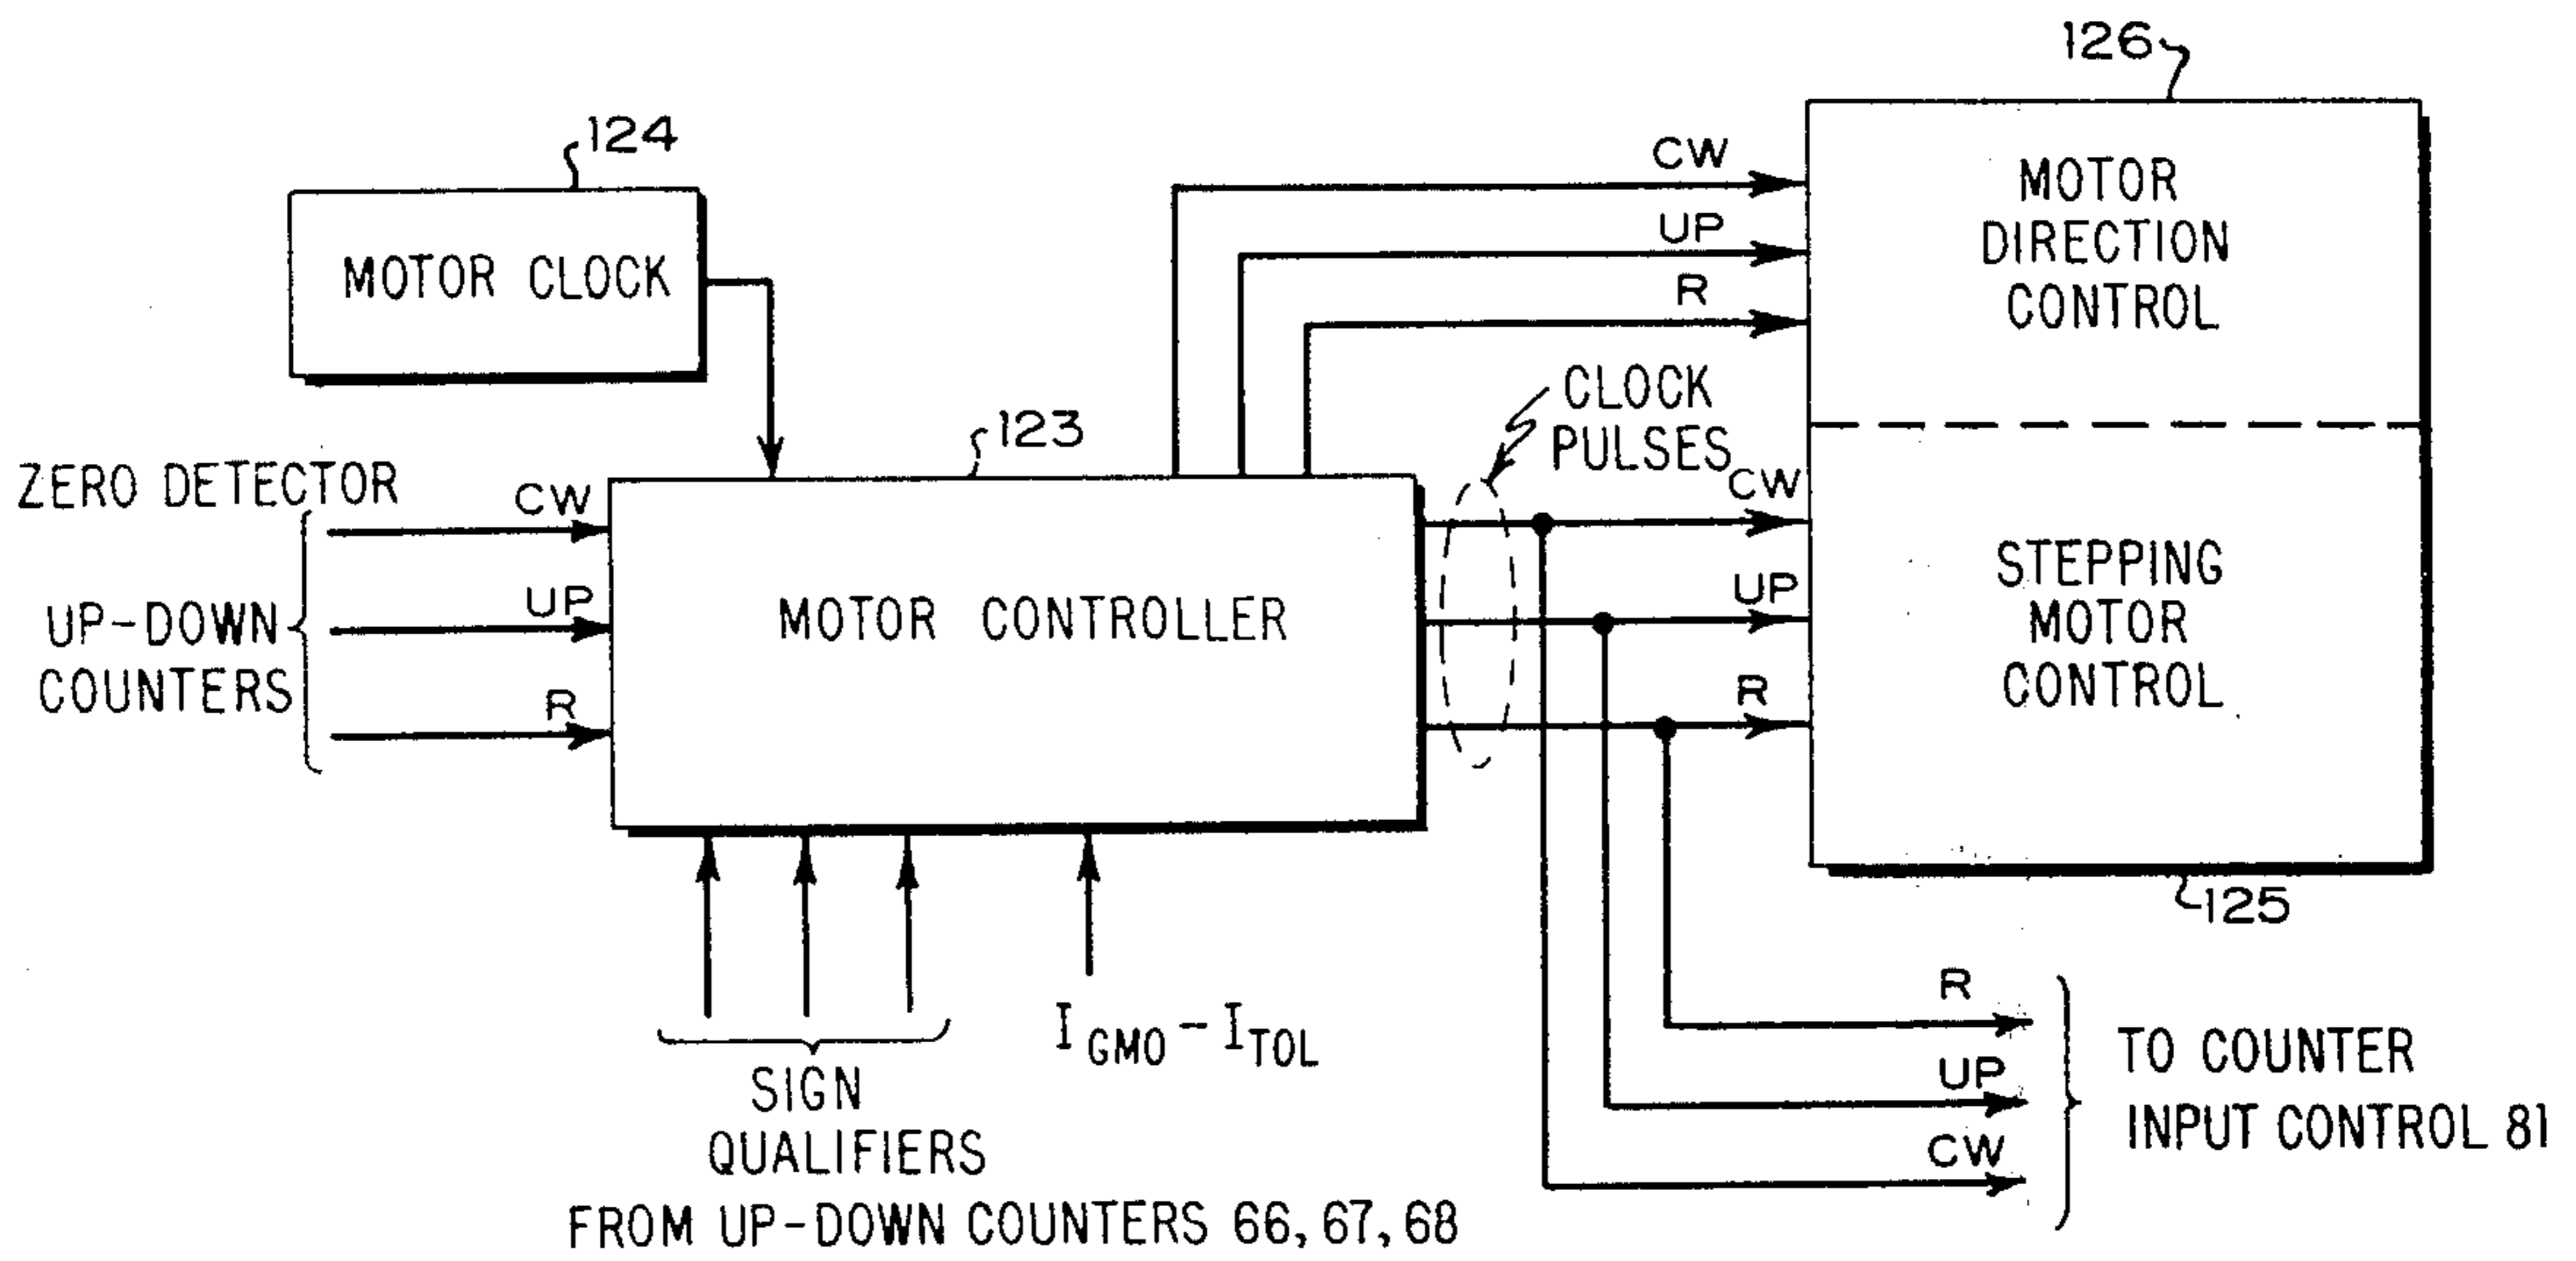 126
124
CW
MOTOR
UP
DIRECTION
R
CONTROL
MOTOR CLOCK
CLOCK
PULSES
123
ZERO DETECTOR
CW
UP
R
UP-DOWN
COUNTERS
MOTOR CONTROLLER
CW
UP
R
STEPPING
MOTOR
CONTROL
125
I GMO - I TOL
SIGN
QUALIFIERS
FROM UP-DOWN COUNTERS 66, 67, 68
R
UP
CW
TO COUNTER
INPUT CONTROL 81